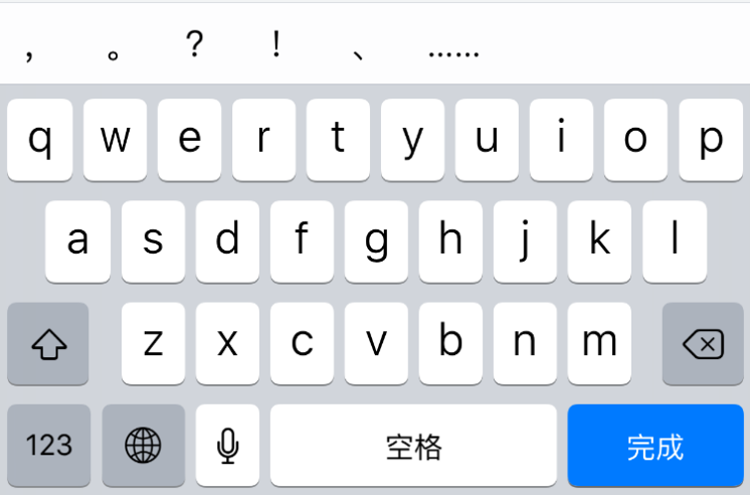 ， 。 ？ ！ 、 ……
q w e r t y u i o p
a s d f g h j k l
z x c v b n m
123 空格 完成